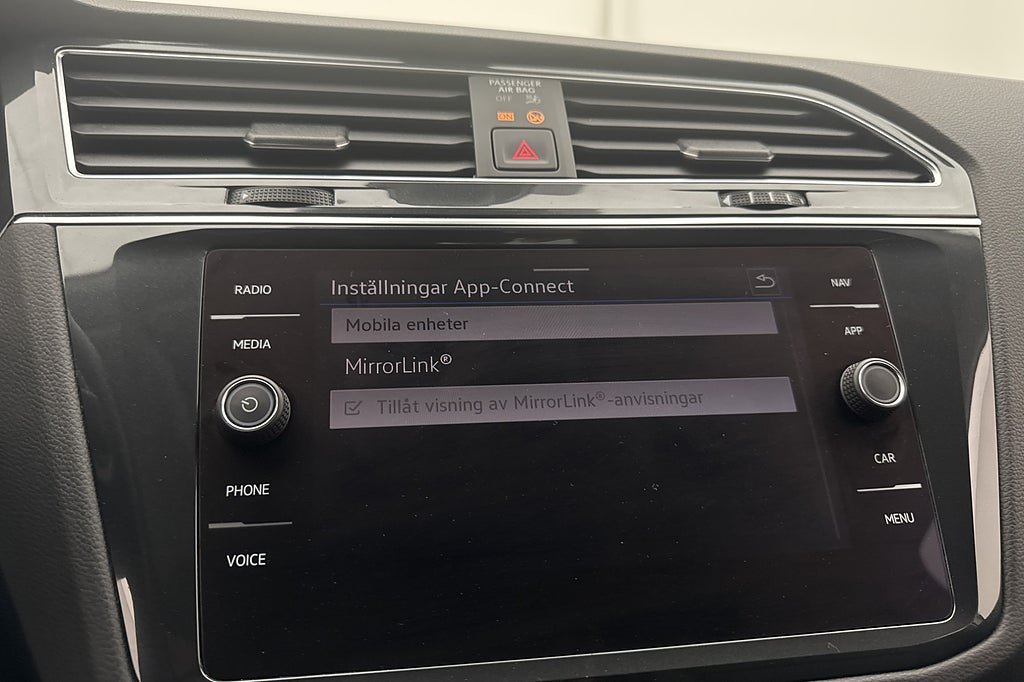 PASSENGER
AIR BAG
OFF
ON
RADIO
MEDIA
PHONE
VOICE
Inställningar App-Connect
Mobila enheter
MirrorLink®
Tillåt visning av MirrorLink®-anvisningar
NAV
APP
CAR
MENU